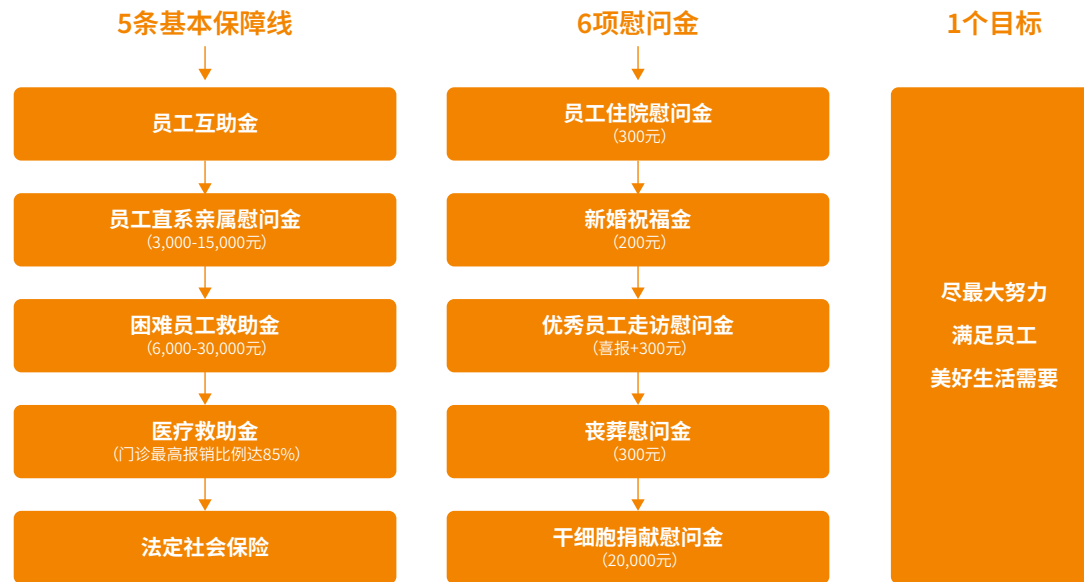 5条基本保障线
员工互助金
员工直系亲属慰问金
（3,000-15,000元）
困难员工救助金
（6,000-30,000元）
医疗救助金
（门诊最高报销比例达85%）
法定社会保险
6项慰问金
员工住院慰问金
（300元）
新婚祝福金
（200元）
优秀员工走访慰问金
（喜报+300元）
丧葬慰问金
（300元）
干细胞捐献慰问金
（20,000元）
1个目标
尽最大努力
满足员工
美好生活需要